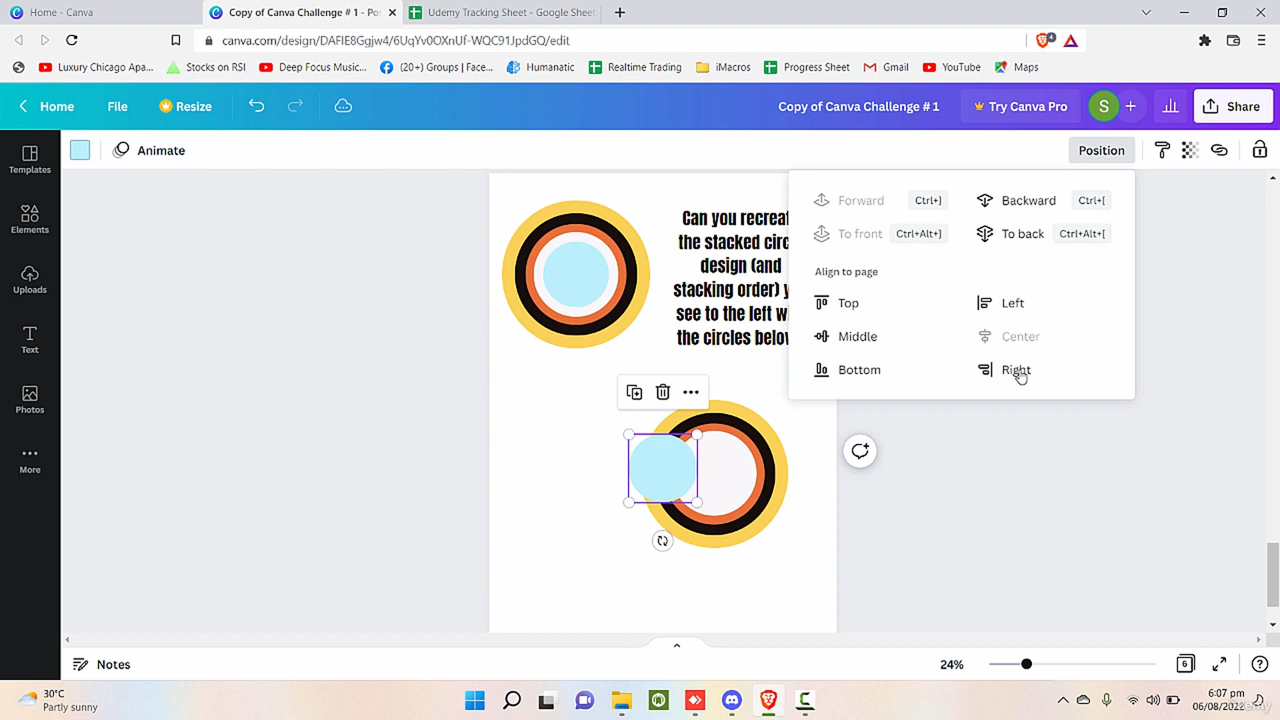 Home - Canva
Copy of Canva Challenge # 1 - Po
Udemy Tracking Sheet - Google Sheet
canva.com/design/DAFIE8Ggjw4/6UqYv0OXnUf-WQC91JpdGQ/edit
Luxury Chicago Apa...
Stocks on RSI
Deep Focus Music...
(20+) Groups | Face...
Humanatic
Realtime Trading
iMacros
Progress Sheet
Gmail
YouTube
Maps
Home
File
Resize
Copy of Canva Challenge # 1
Try Canva Pro
S
Share
Animate
Position
Templates
Elements
Uploads
Text
Photos
More
Can you recreat
the stacked circ
design (and
stacking order) y
see to the left wi
the circles below
Forward Ctrl+]
Backward Ctrl+[
To front Ctrl+Alt+]
To back Ctrl+Alt+[
Align to page
Top
Left
Middle
Center
Bottom
Right
Notes
24%
6
30°C
Partly sunny
6:07 pm
06/08/2022